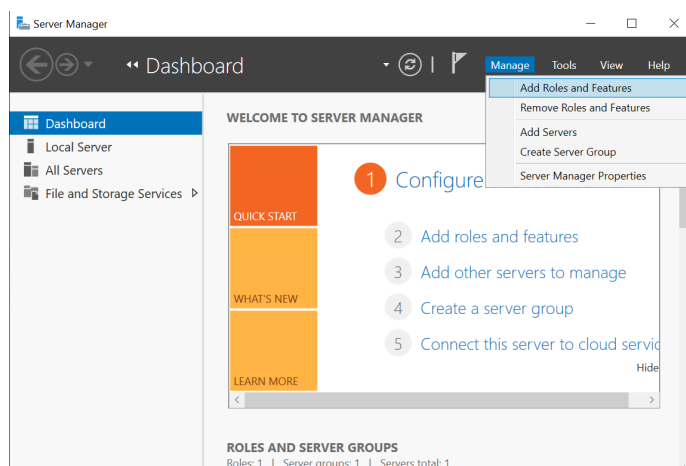 Server Manager
Dashboard
Manage Tools View Help
Add Roles and Features
Remove Roles and Features
Add Servers
Create Server Group
Server Manager Properties
Dashboard
Local Server
All Servers
File and Storage Services
WELCOME TO SERVER MANAGER
QUICK START
WHAT'S NEW
LEARN MORE
1 Configure
2 Add roles and features
3 Add other servers to manage
4 Create a server group
5 Connect this server to cloud servic
Hide
ROLES AND SERVER GROUPS
Roles: 1 | Server groups: 1 | Servers total: 1